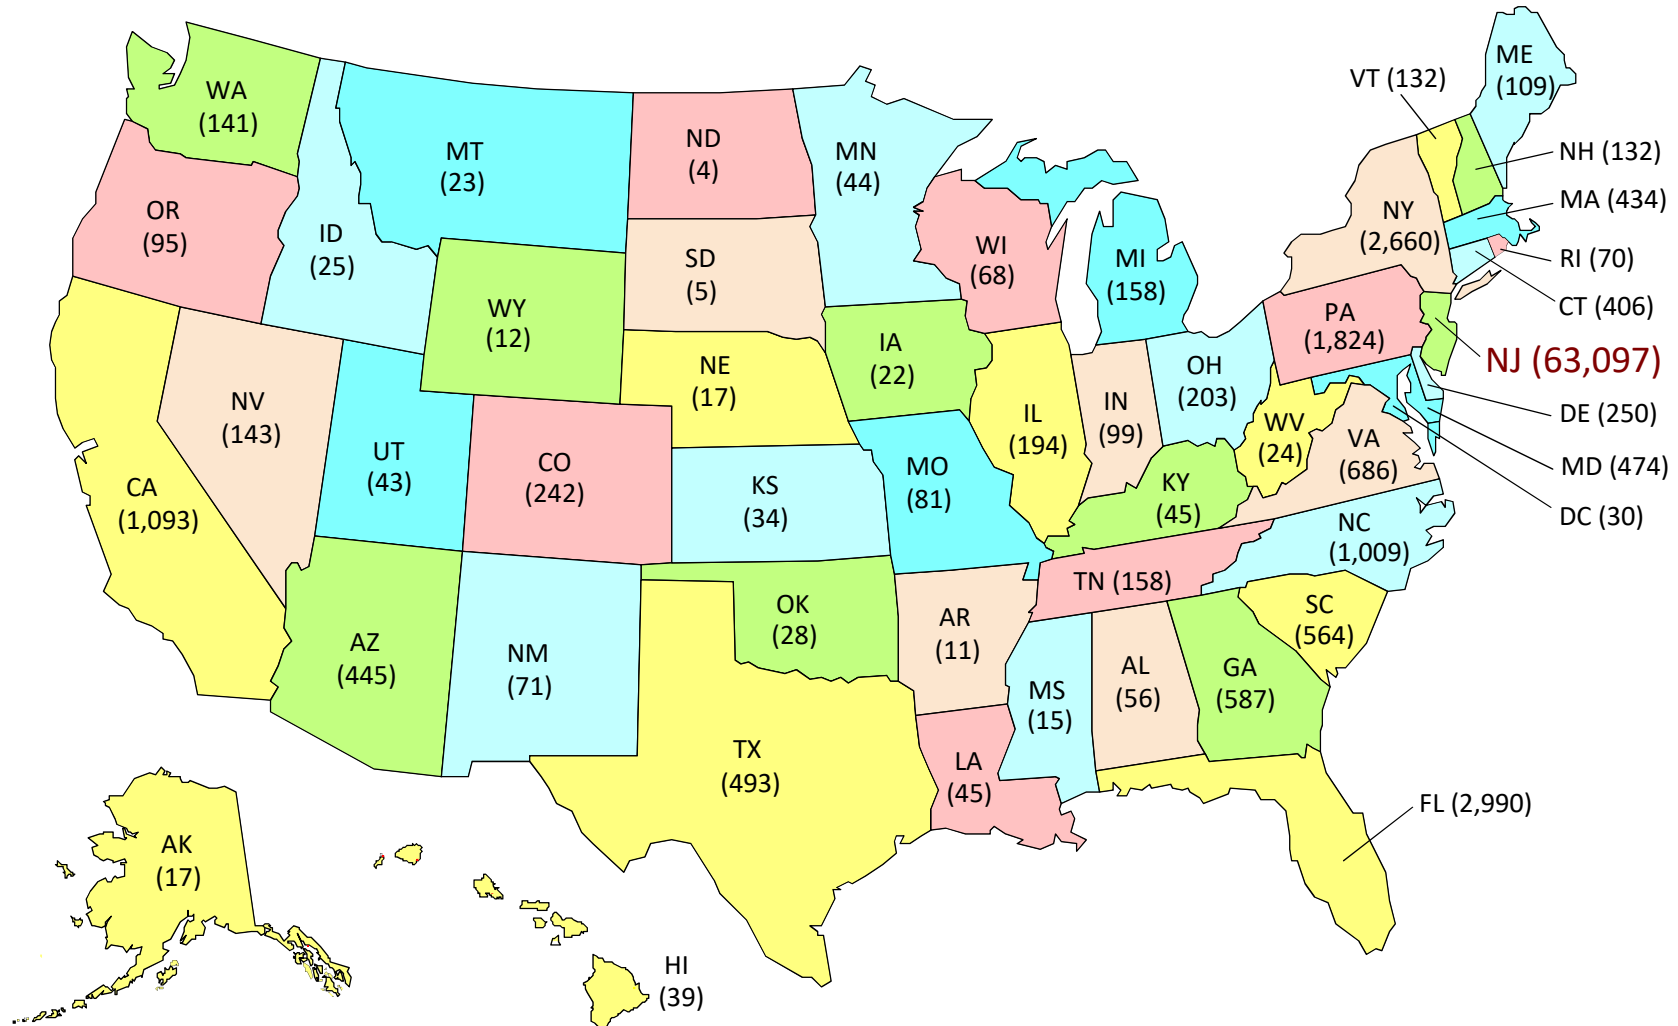 WA
(141)
OR
(95)
CA
(1,093)
ID
(25)
NV
(143)
MT
(23)
WY
(12)
UT
(43)
AZ
(445)
CO
(242)
NM
(71)
ND
(4)
SD
(5)
NE
(17)
KS
(34)
OK
(28)
TX
(493)
MN
(44)
IA
(22)
MO
(81)
AR
(11)
LA
(45)
WI
(68)
IL
(194)
MI
(158)
IN
(99)
OH
(203)
KY
(45)
TN (158)
MS
(15)
AL
(56)
GA
(587)
SC
(564)
NC
(1,009)
VA
(686)
WV
(24)
PA
(1,824)
NY
(2,660)
ME
(109)
VT (132)
NH (132)
MA (434)
RI (70)
CT (406)
NJ (63,097)
DE (250)
MD (474)
DC (30)
FL (2,990)
AK
(17)
HI
(39)